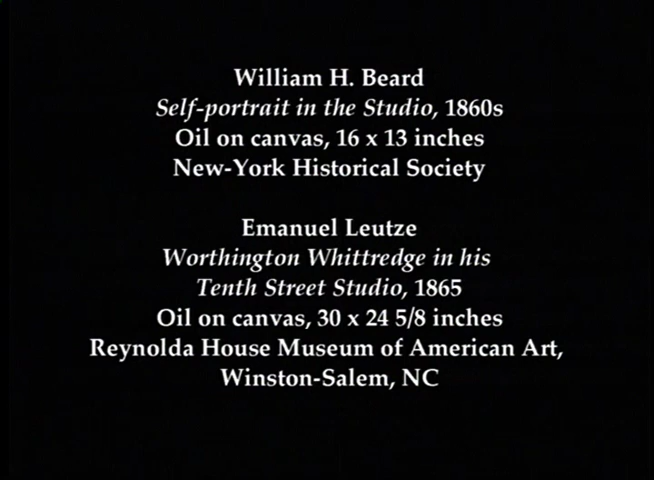 William H. Beard
Self-portrait in the Studio, 1860s
Oil on canvas, 16 x 13 inches
New-York Historical Society
Emanuel Leutze
Worthington Whittredge in his
Tenth Street Studio, 1865
Oil on canvas, 30 x 24 5/8 inches
Reynolda House Museum of American Art,
Winston-Salem, NC